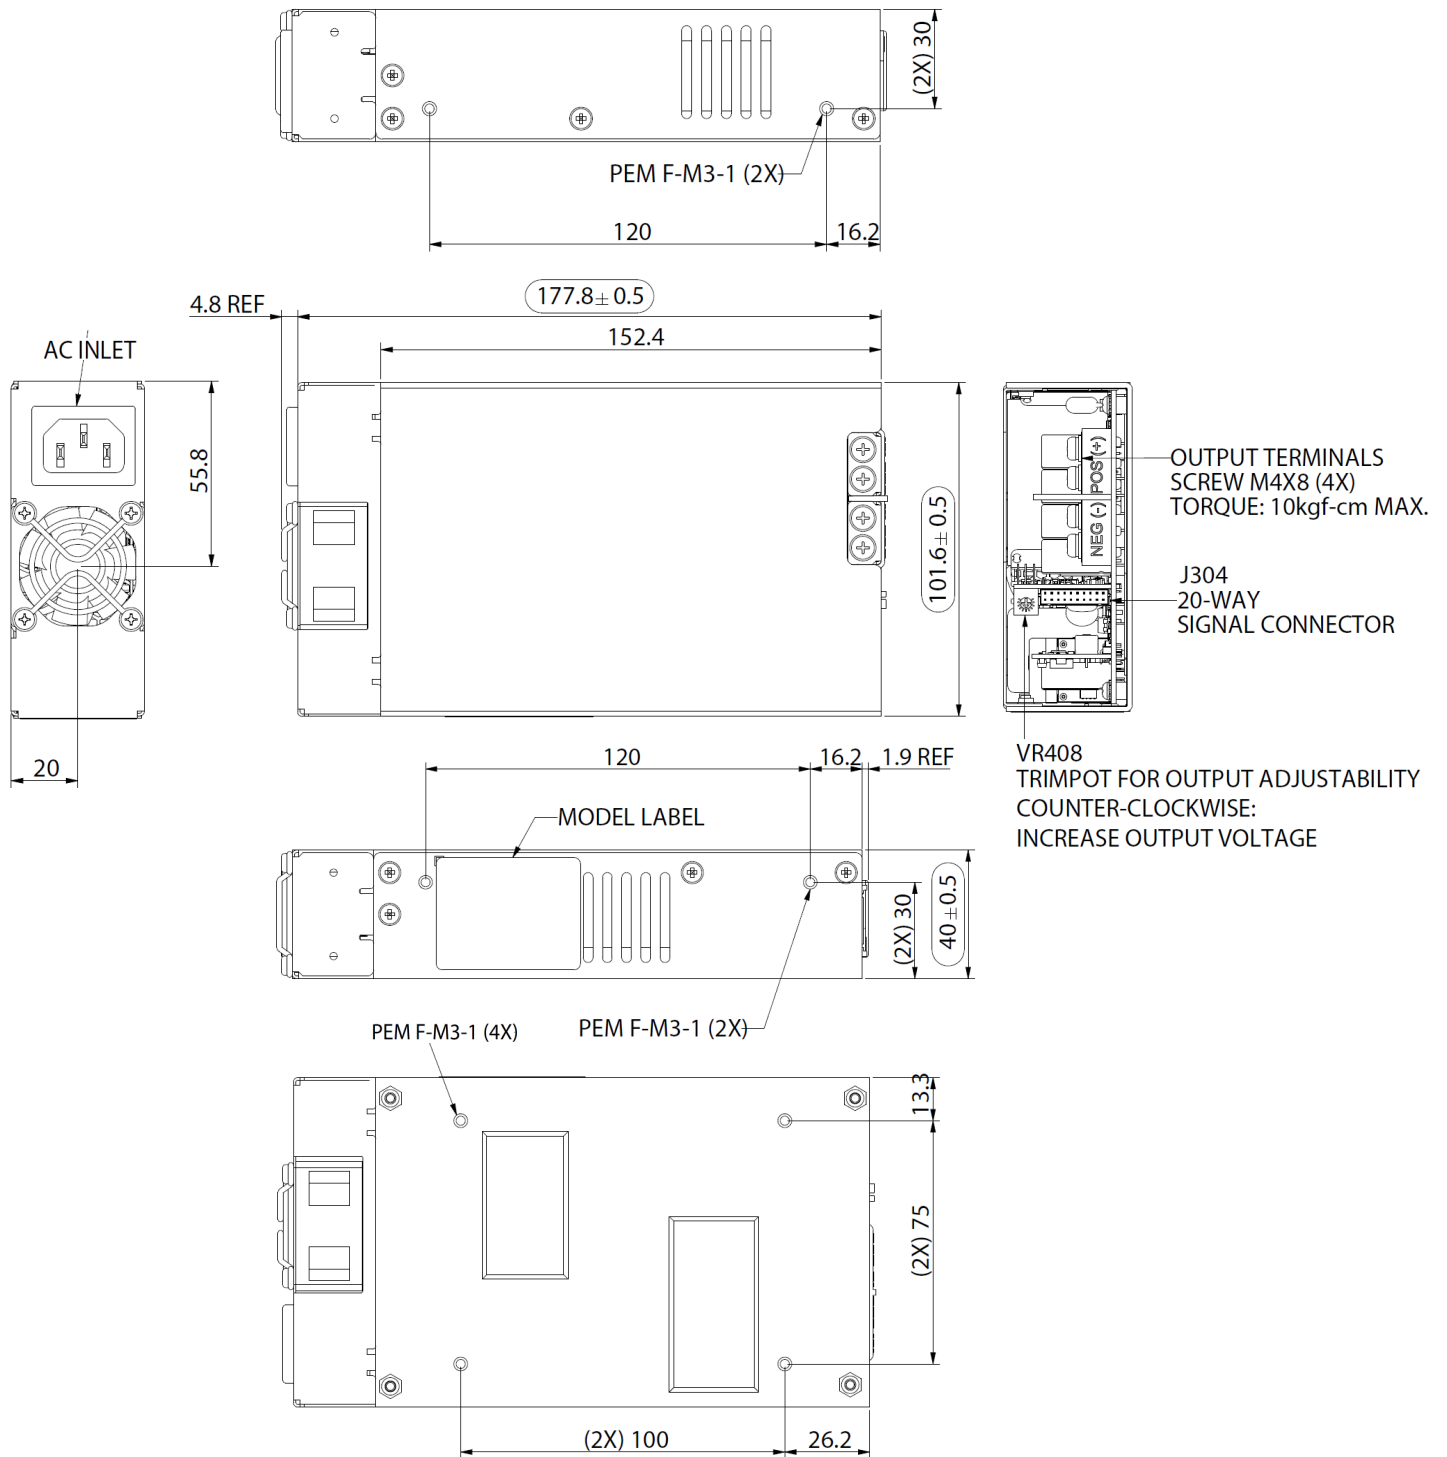 (2X) 30
PEM F-M3-1 (2X)
120
16.2
4.8 REF
177.8± 0.5
152.4
AC INLET
55.8
20
101.6± 0.5
POS (+)
NEG (-)
OUTPUT TERMINALS
SCREW M4X8 (4X)
TORQUE: 10kgf-cm MAX.
J304
20-WAY
SIGNAL CONNECTOR
VR408
TRIMPOT FOR OUTPUT ADJUSTABILITY
COUNTER-CLOCKWISE:
INCREASE OUTPUT VOLTAGE
120
16.2
1.9 REF
MODEL LABEL
(2X) 30
40±0.5
PEM F-M3-1 (4X)
PEM F-M3-1 (2X)
13.3
(2X) 75
(2X) 100
26.2